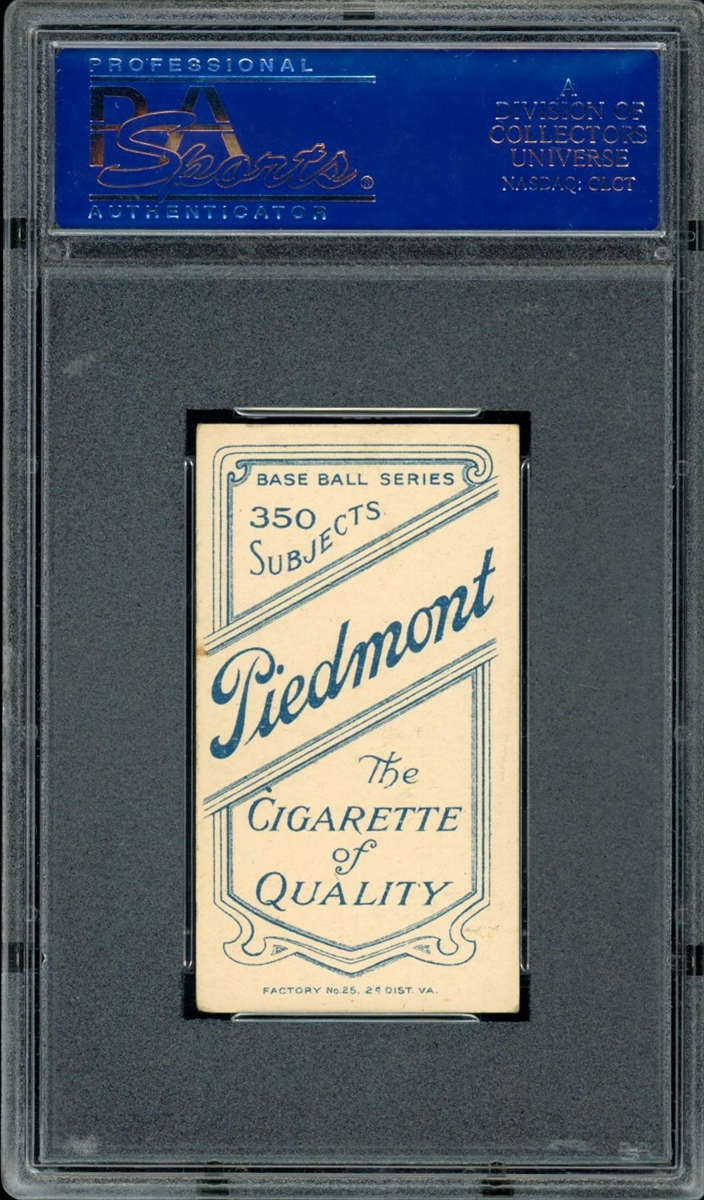 PROFESSIONAL
PSA
Sports®
AUTHENTICATOR
A
DIVISION OF
COLLECTORS
UNIVERSE
NASDAQ: CLCT
BASE BALL SERIES
350
SUBJECTS
Piedmont
The
CIGARETTE
of
QUALITY
FACTORY No.25. 2d DIST. VA.